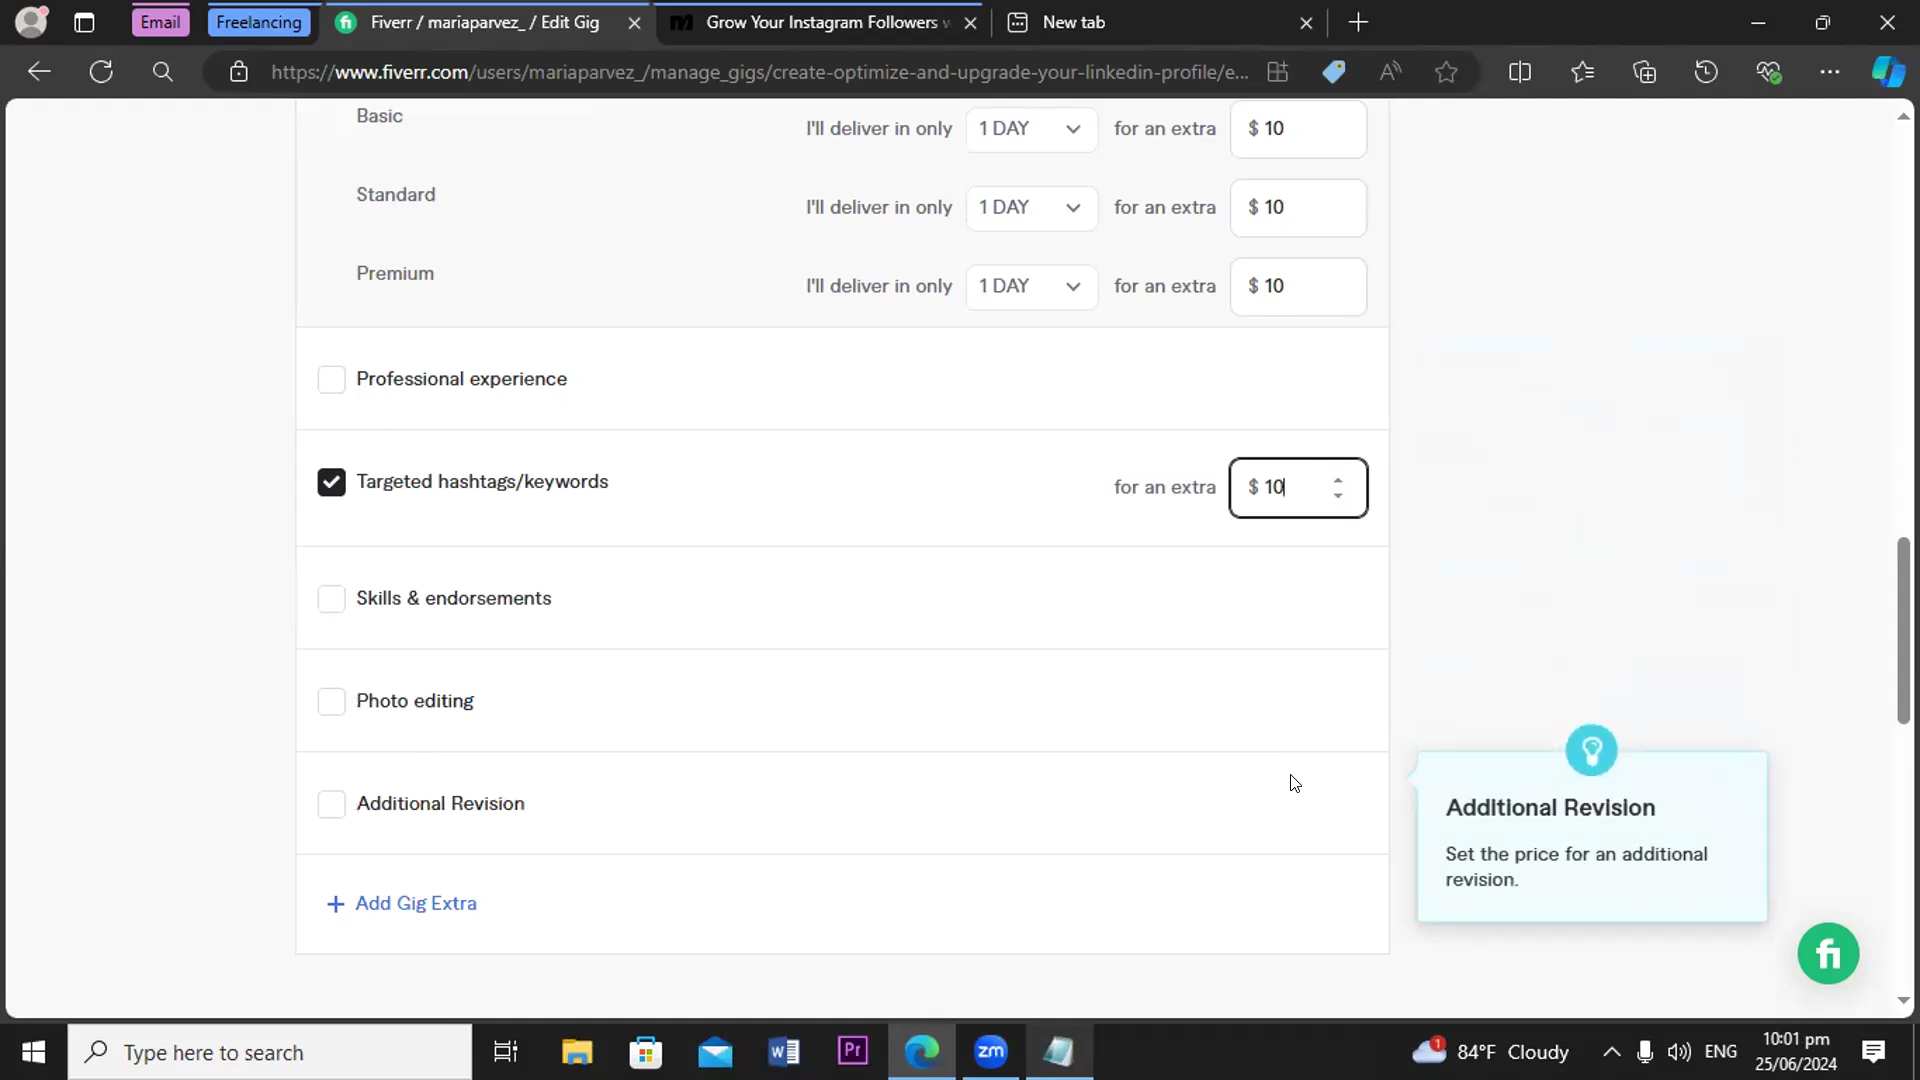 Email
Freelancing
Fiverr / mariaparvez_ / Edit Gig
Grow Your Instagram Followers
New tab
https://www.fiverr.com/users/mariaparvez_/manage_gigs/create-optimize-and-upgrade-your-linkedin-profile/e...
Basic
I'll deliver in only 1 DAY for an extra $ 10
Standard
I'll deliver in only 1 DAY for an extra $ 10
Premium
I'll deliver in only 1 DAY for an extra $ 10
Professional experience
Targeted hashtags/keywords
for an extra $ 10
Skills & endorsements
Photo editing
Additional Revision
+ Add Gig Extra
Additional Revision
Set the price for an additional
revision.
fi
Type here to search
W
Pr
zm
1
84°F Cloudy
ENG
10:01 pm
25/06/2024